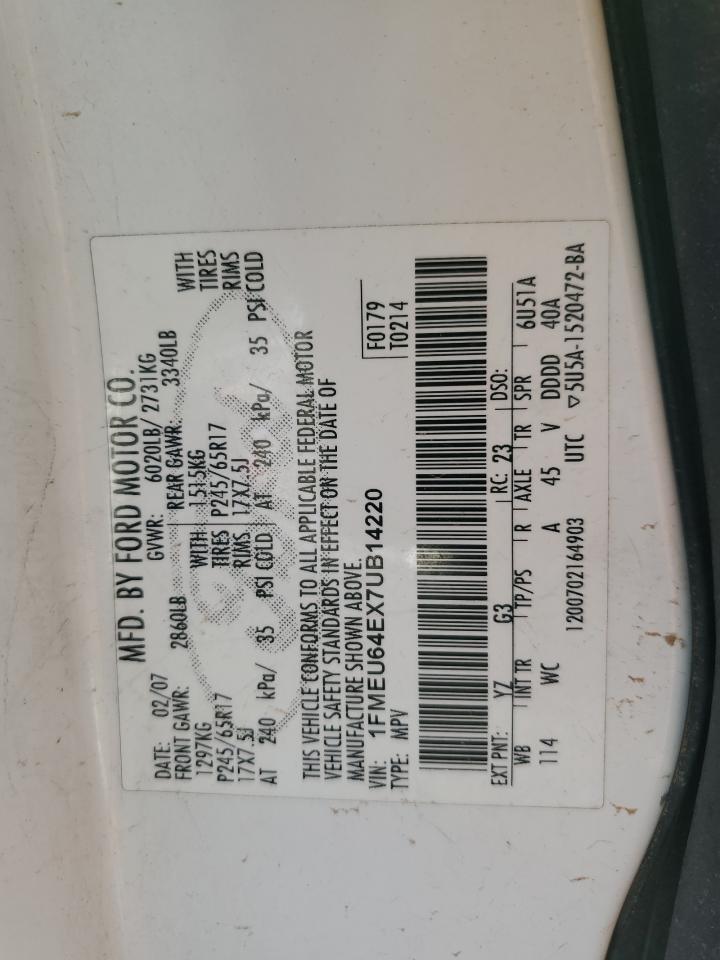 MFD. BY FORD MOTOR CO.
DATE: 02/07 GVWR: 6020LB/ 2731KG
FRONT GAWR: 2860LB REAR GAWR: 3340LB
1297KG WITH 1515KG WITH
P245/65R17 TIRES P245/65R17 TIRES
17X7.5J RIMS 17X7.5J RIMS
AT 240 kPa/ 35 PSI COLD AT 240 kPa/ 35 PSI COLD
THIS VEHICLE CONFORMS TO ALL APPLICABLE FEDERAL MOTOR
VEHICLE SAFETY STANDARDS IN EFFECT ON THE DATE OF
MANUFACTURE SHOWN ABOVE.
VIN: 1FMEU64EX7UB14220 F0179
TYPE: MPV T0214
EXT PNT: YZ G3 RC: 23 DSO:
WB INT TR TP/PS R AXLE TR SPR 6U51A
114 WC A 45 V DDDD 40A
1200702164903 UTC ▽5U5A-1520472-BA